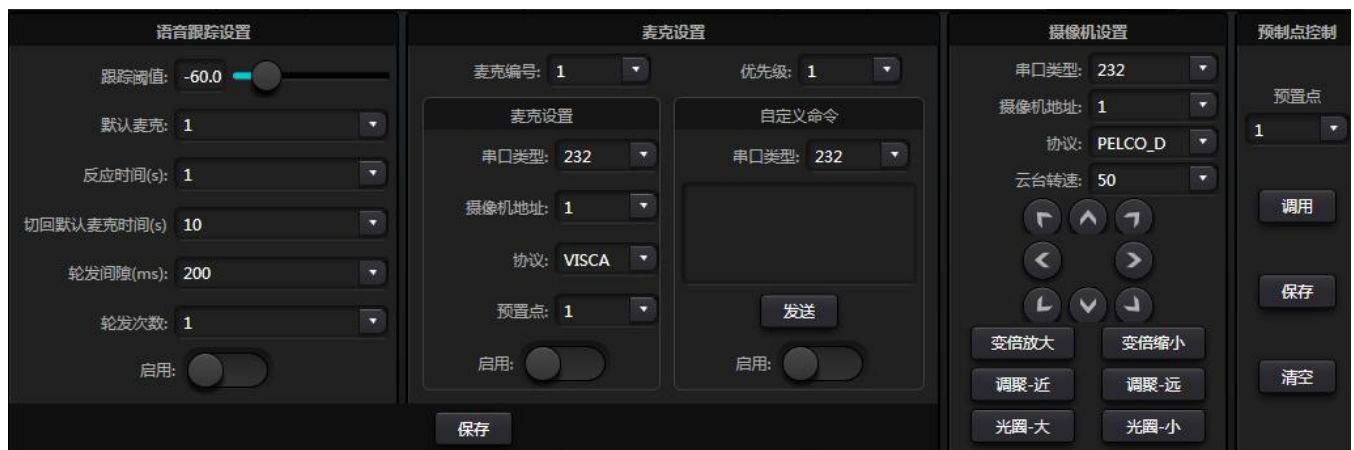 语音跟踪设置
跟踪阈值: -60.0
默认麦克: 1
反应时间(s): 1
切回默认麦克时间(s) 10
轮发间隙(ms): 200
轮发次数: 1
启用:
麦克设置
麦克编号: 1
优先级: 1
麦克设置
串口类型: 232
摄像机地址: 1
协议: VISCA
预置点: 1
启用:
自定义命令
串口类型: 232
发送
启用:
保存
摄像机设置
串口类型: 232
摄像机地址: 1
协议: PELCO_D
云台转速: 50
变倍放大 变倍缩小
调聚-近 调聚-远
光圈-大 光圈-小
预制点控制
预置点
1
调用
保存
清空